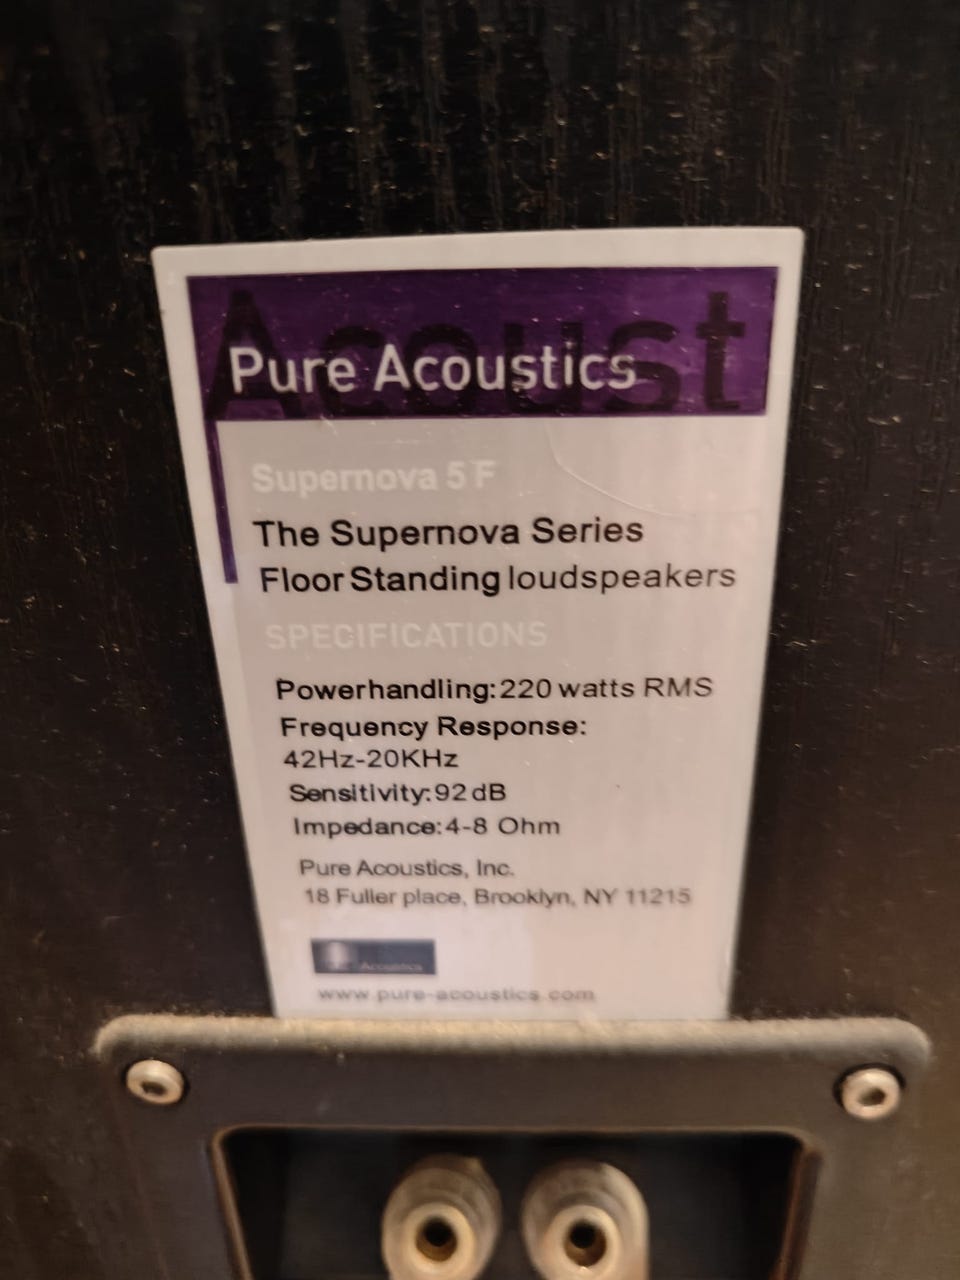 Acoust
Pure Acoustics
Supernova 5 F
The Supernova Series
Floor Standing loudspeakers
SPECIFICATIONS
Powerhandling:220 watts RMS
Frequency Response:
42Hz-20KHz
Sensitivity:92 dB
Impedance:4-8 Ohm
Pure Acoustics, Inc.
18 Fuller place, Brooklyn, NY 11215
Acoustics
www.pure-acoustics.com